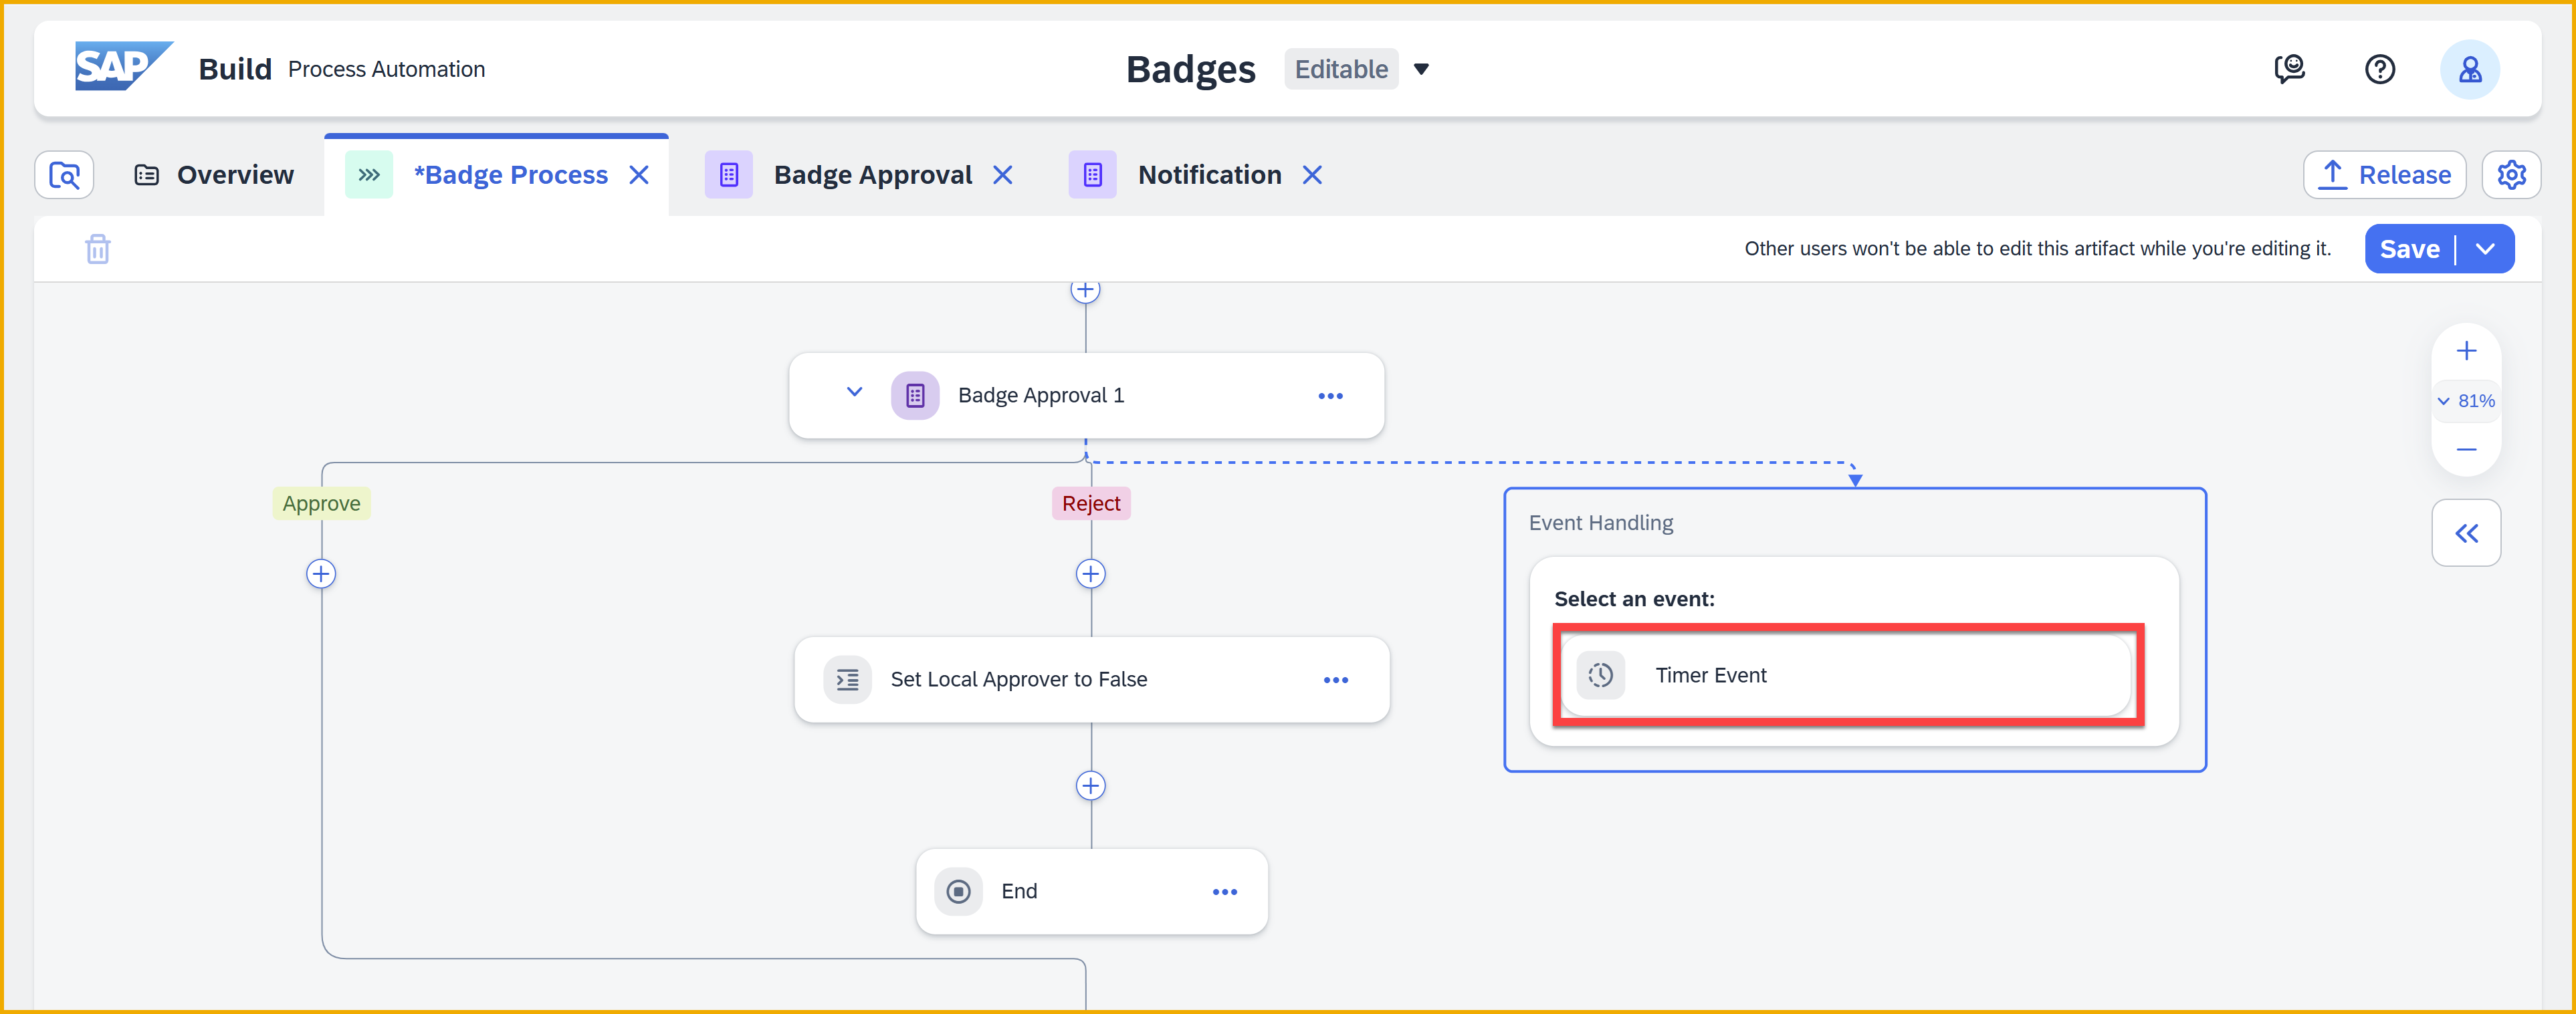 SAP Build Process Automation
Badges Editable
Overview
*Badge Process
Badge Approval
Notification
Release
Other users won't be able to edit this artifact while you're editing it.
Save
Badge Approval 1
81%
Approve
Reject
Event Handling
Select an event:
Timer Event
Set Local Approver to False
End